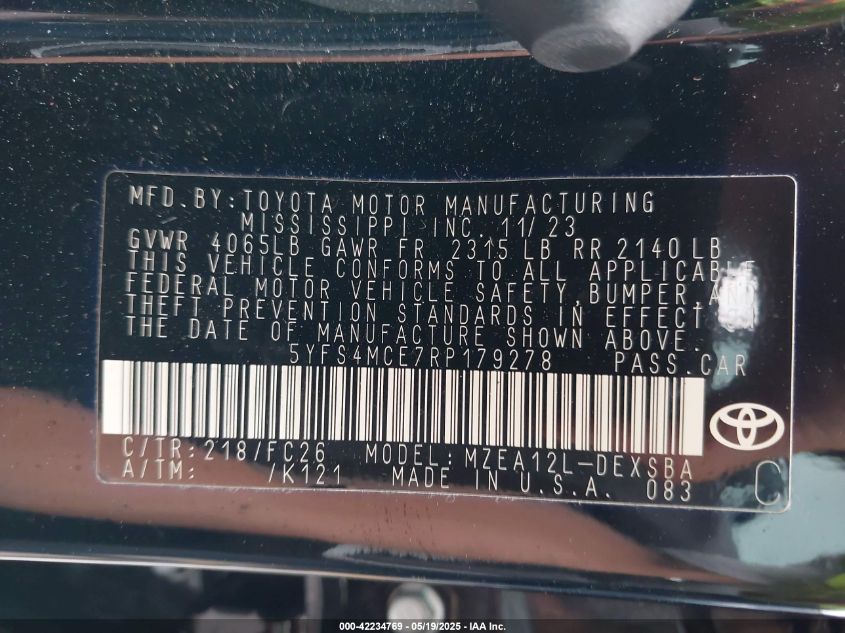 MFD. BY: TOYOTA MOTOR MANUFACTURING
MISSISSIPPI INC. 11/23
GVWR 4065LB GAWR FR 2315 LB RR 2140 LB
THIS VEHICLE CONFORMS TO ALL APPLICABLE
FEDERAL MOTOR VEHICLE SAFETY, BUMPER, AND
THEFT PREVENTION STANDARDS IN EFFECT ON
THE DATE OF MANUFACTURE SHOWN ABOVE.
5YFS4MCE7RP179278 PASS. CAR
C/TR: 218/FC26 MODEL: MZEA12L-DEXSBA
A/TM: /K121 MADE IN U.S.A. 083
C
000-42234769 - 05/19/2025 - IAA Inc.